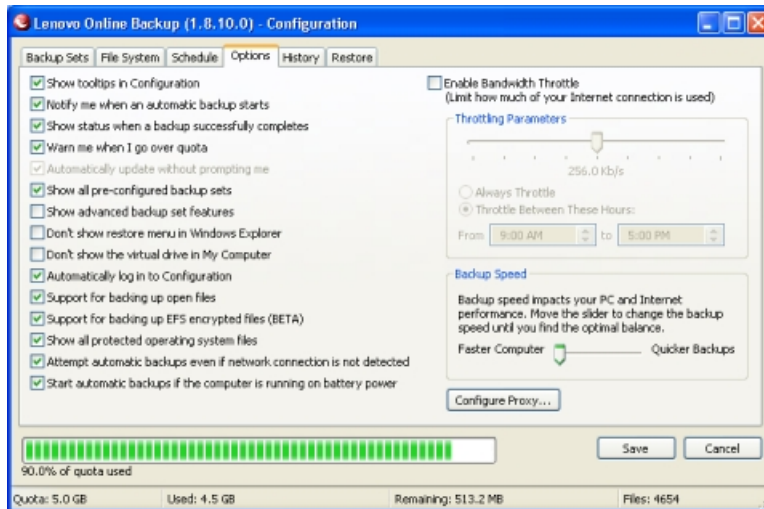 Lenovo Online Backup (1.8.10.0) - Configuration
Backup Sets File System Schedule Options History Restore
Show tooltips in Configuration
Notify me when an automatic backup starts
Show status when a backup successfully completes
Warn me when I go over quota
Automatically update without prompting me
Show all pre-configured backup sets
Show advanced backup set features
Don't show restore menu in Windows Explorer
Don't show the virtual drive in My Computer
Automatically log in to Configuration
Support for backing up open files
Support for backing up EFS encrypted files (BETA)
Show all protected operating system files
Attempt automatic backups even if network connection is not detected
Start automatic backups if the computer is running on battery power
Enable Bandwidth Throttle
(Limit how much of your Internet connection is used)
Throttling Parameters
256.0 Kb/s
Always Throttle
Throttle Between These Hours:
From 9:00 AM to 5:00 PM
Backup Speed
Backup speed impacts your PC and Internet
performance. Move the slider to change the backup
speed until you find the optimal balance.
Faster Computer Quicker Backups
Configure Proxy...
Save Cancel
90.0% of quota used
Quota: 5.0 GB Used: 4.5 GB Remaining: 513.2 MB Files: 4654